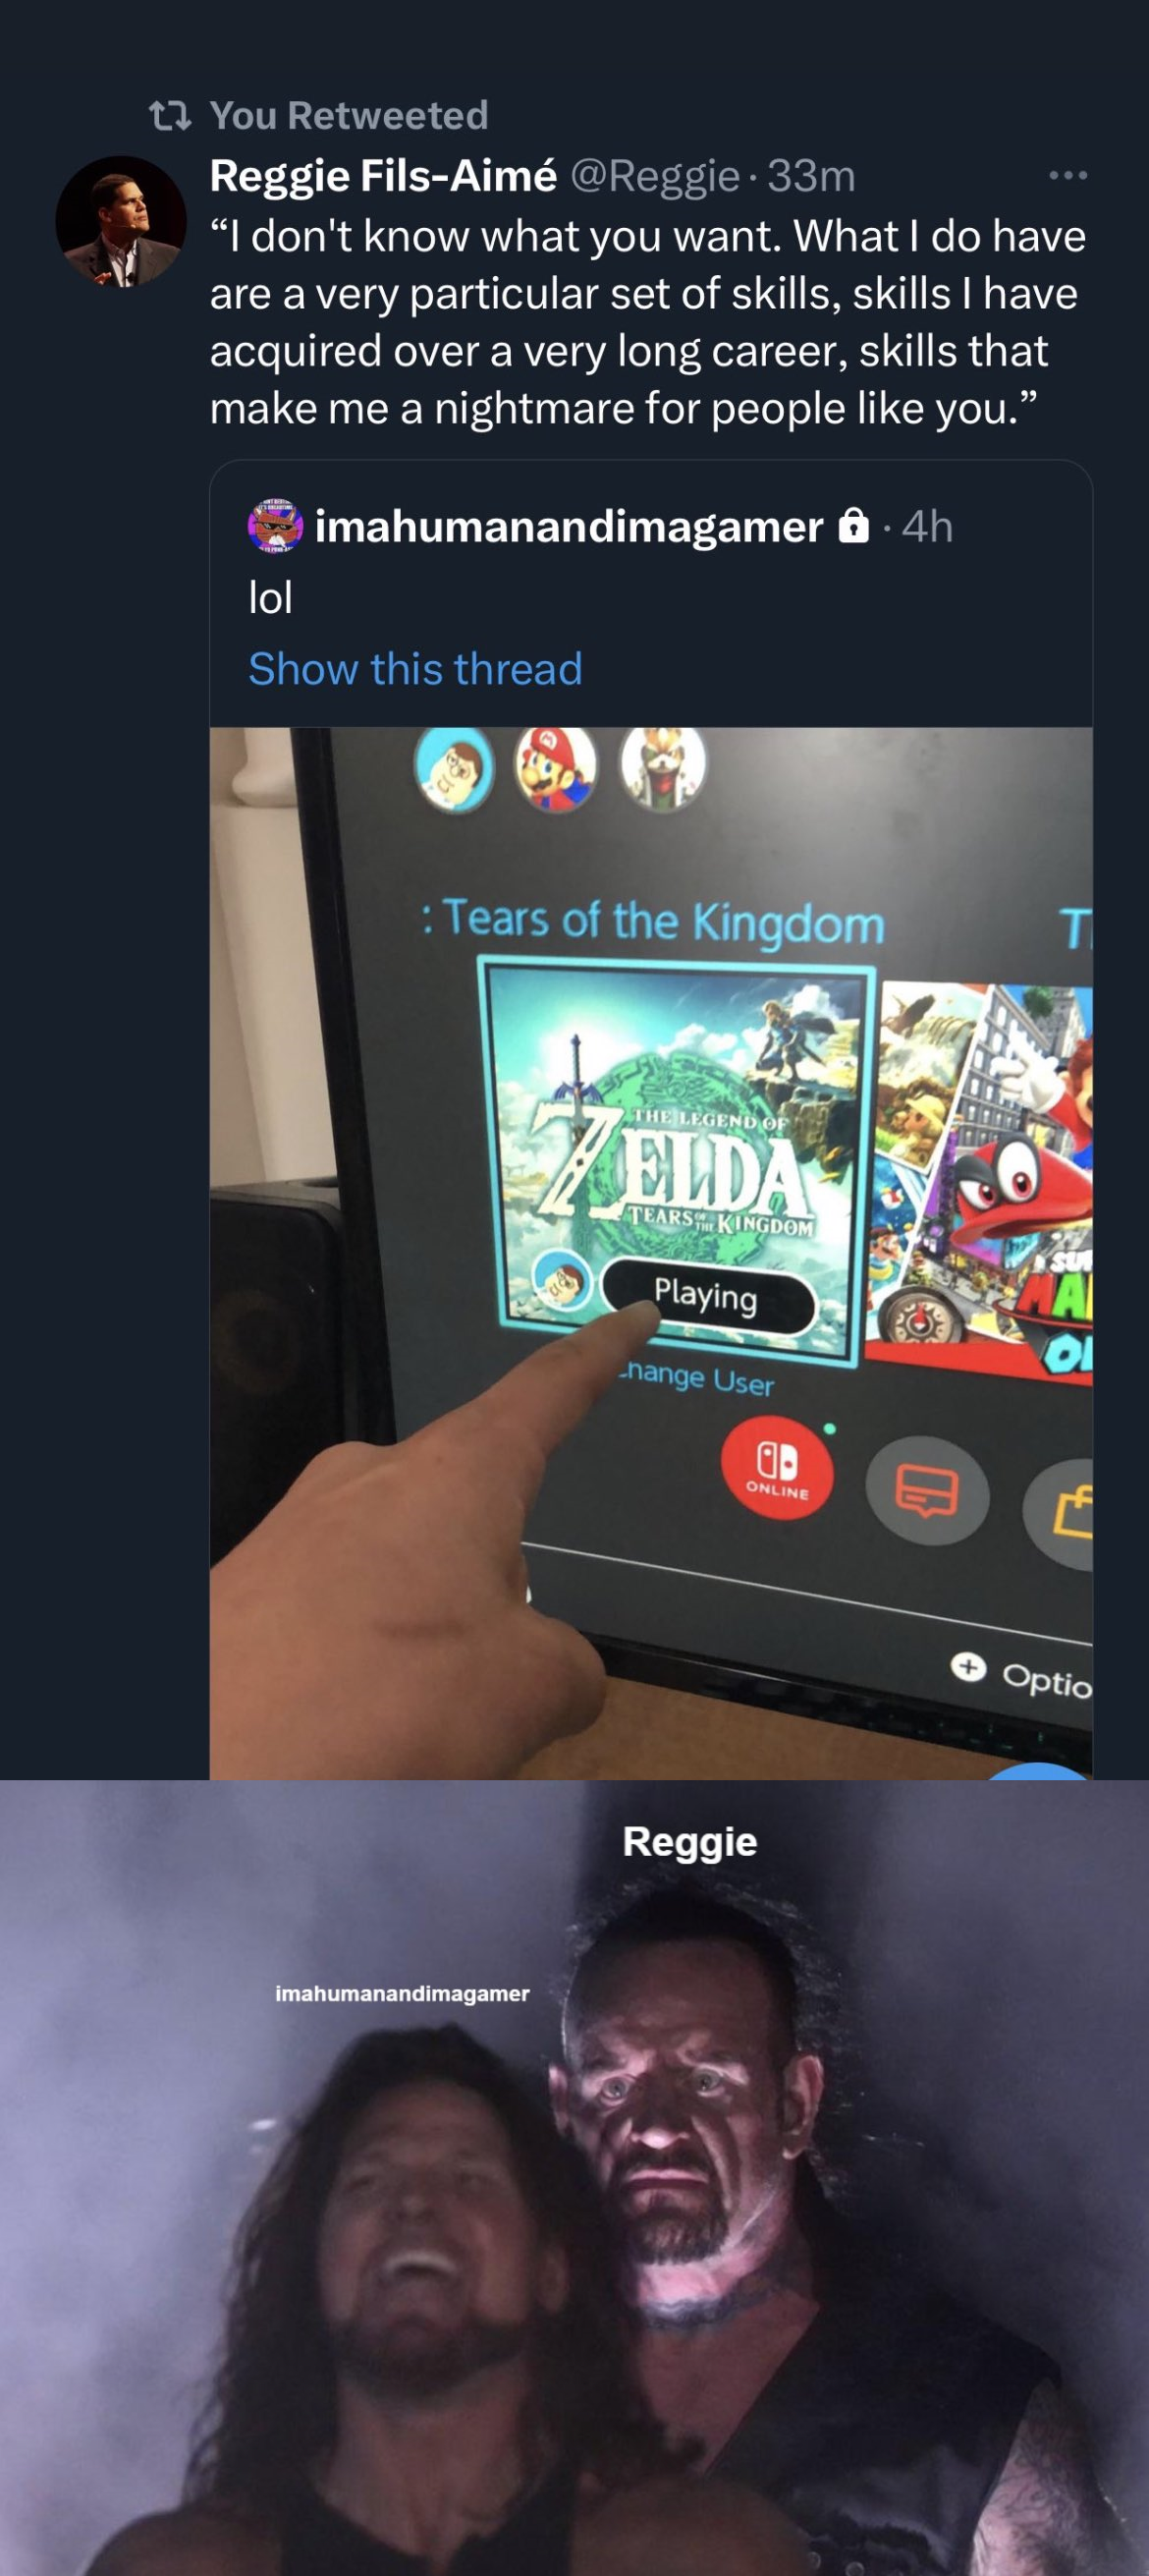 You Retweeted
Reggie Fils-Aimé @Reggie · 33m
“I don't know what you want. What I do have
are a very particular set of skills, skills I have
acquired over a very long career, skills that
make me a nightmare for people like you.”
imahumanandimagamer · 4h
lol
Show this thread
: Tears of the Kingdom
THE LEGEND OF
ZELDA
TEARS OF THE KINGDOM
Playing
hange User
ONLINE
Optio
Reggie
imahumanandimagamer